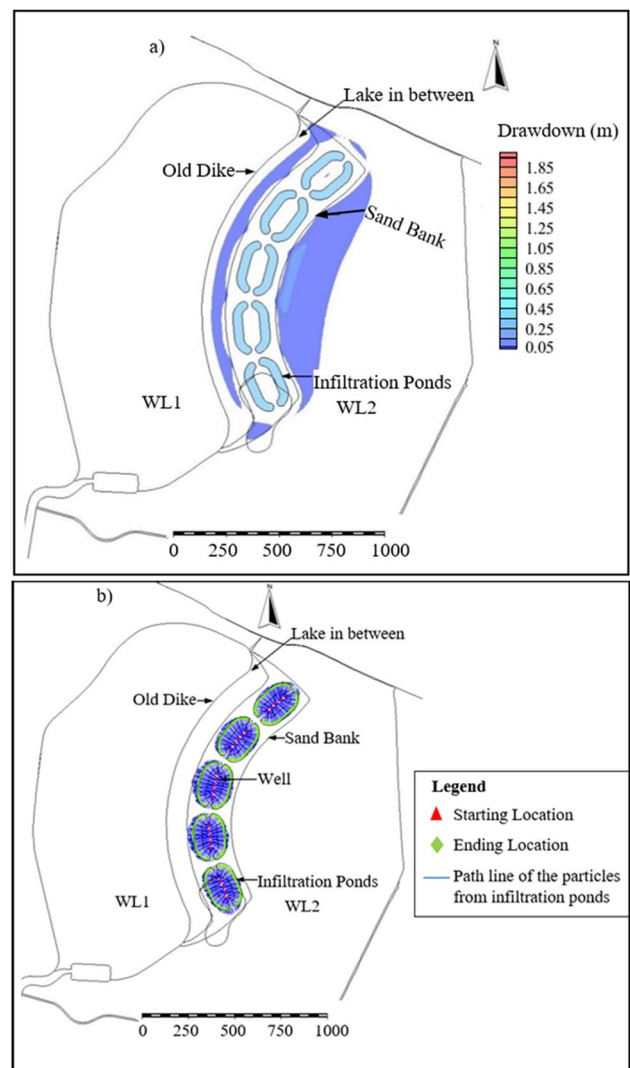 a)
N
Lake in between
Drawdown (m)
Old Dike
Sand Bank
1.85
1.65
1.45
1.25
1.05
0.85
0.65
0.45
0.25
0.05
Infiltration Ponds
WL1
WL2
0 250 500 750 1000
b)
N
Lake in between
Old Dike
Sand Bank
Well
Legend
Starting Location
Ending Location
Path line of the particles
from infiltration ponds
Infiltration Ponds
WL1
WL2
0 250 500 750 1000